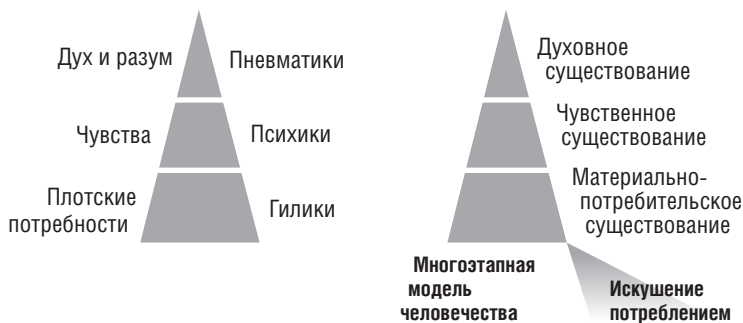 Дух и разум
Пневматики
Чувства
Психики
Плотские
потребности
Гилики
Духовное
существование
Чувственное
существование
Материально-
потребительское
существование
Многоэтапная
модель
человечества
Искушение
потреблением